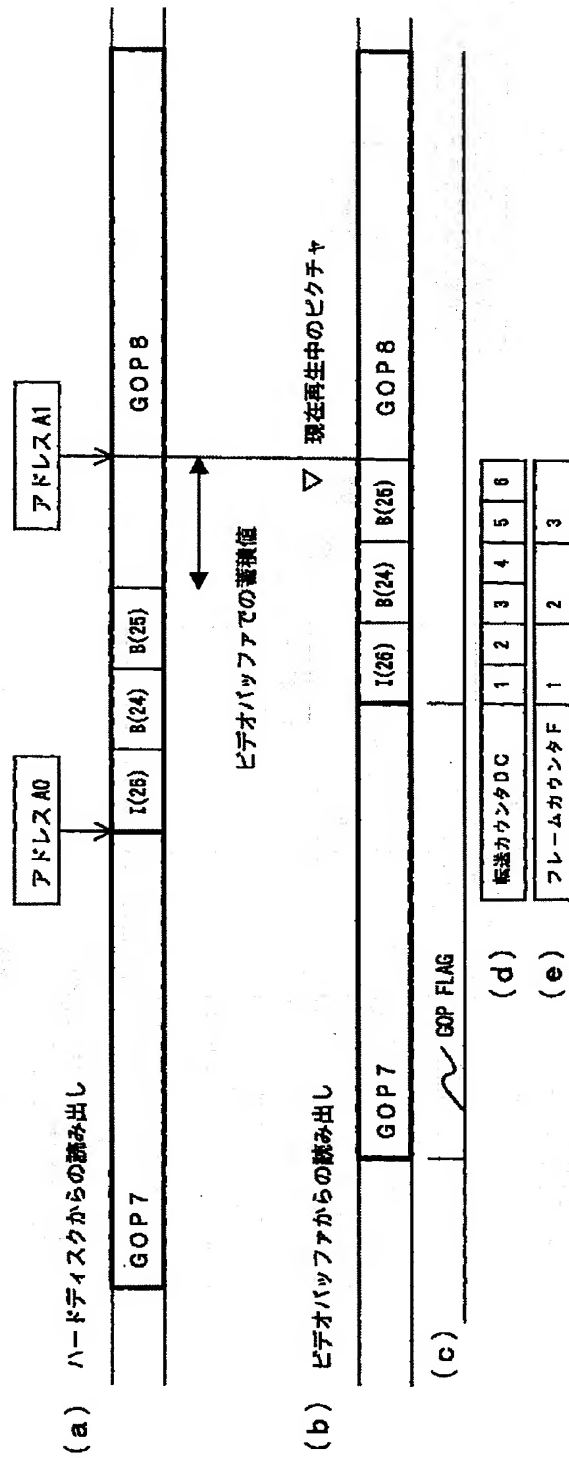 (a) ハードディスクからの読み出し
アドレスA0
アドレスA1
GOP7
I(26)
B(24)
B(25)
GOP8
ビデオバッファでの蓄積値
(b) ビデオバッファからの読み出し
▽ 現在再生中のピクチャ
GOP7
I(26)
B(24)
B(25)
GOP8
(c)
GOP FLAG
(d) 転送カウンタDC 1 2 3 4 5 6
(e) フレームカウンタF 1 2 3